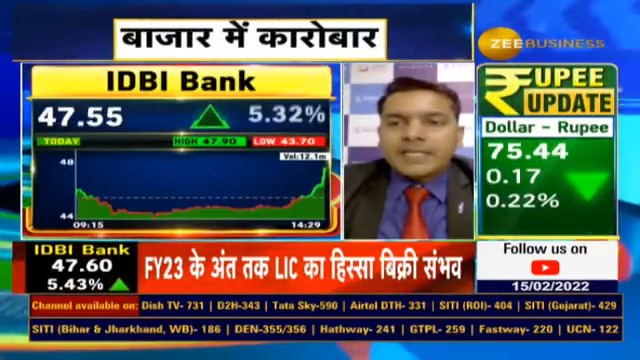 बाजार में कारोबार
ZEE BUSINESS
IDBI Bank
47.55 5.32%
TODAY HIGH 47.90 LOW 43.70
Vol:12.1m
48
44
09:15 14:29
₹UPEE
UPDATE
Dollar - Rupee
75.44
0.17
0.22%
IDBI Bank
47.60
5.43%
FY23 के अंत तक LIC का हिस्सा बिक्री संभव
Follow us on
15/02/2022
Channel available on: Dish TV- 731 | D2H-343 | Tata Sky-590 | Airtel DTH- 331 | SITI (ROI)- 404 | SITI (Gujarat)- 429
SITI (Bihar & Jharkhand, WB)- 186 | DEN-355/356 | Hathway- 241 | GTPL- 259 | Fastway- 220 | UCN- 122